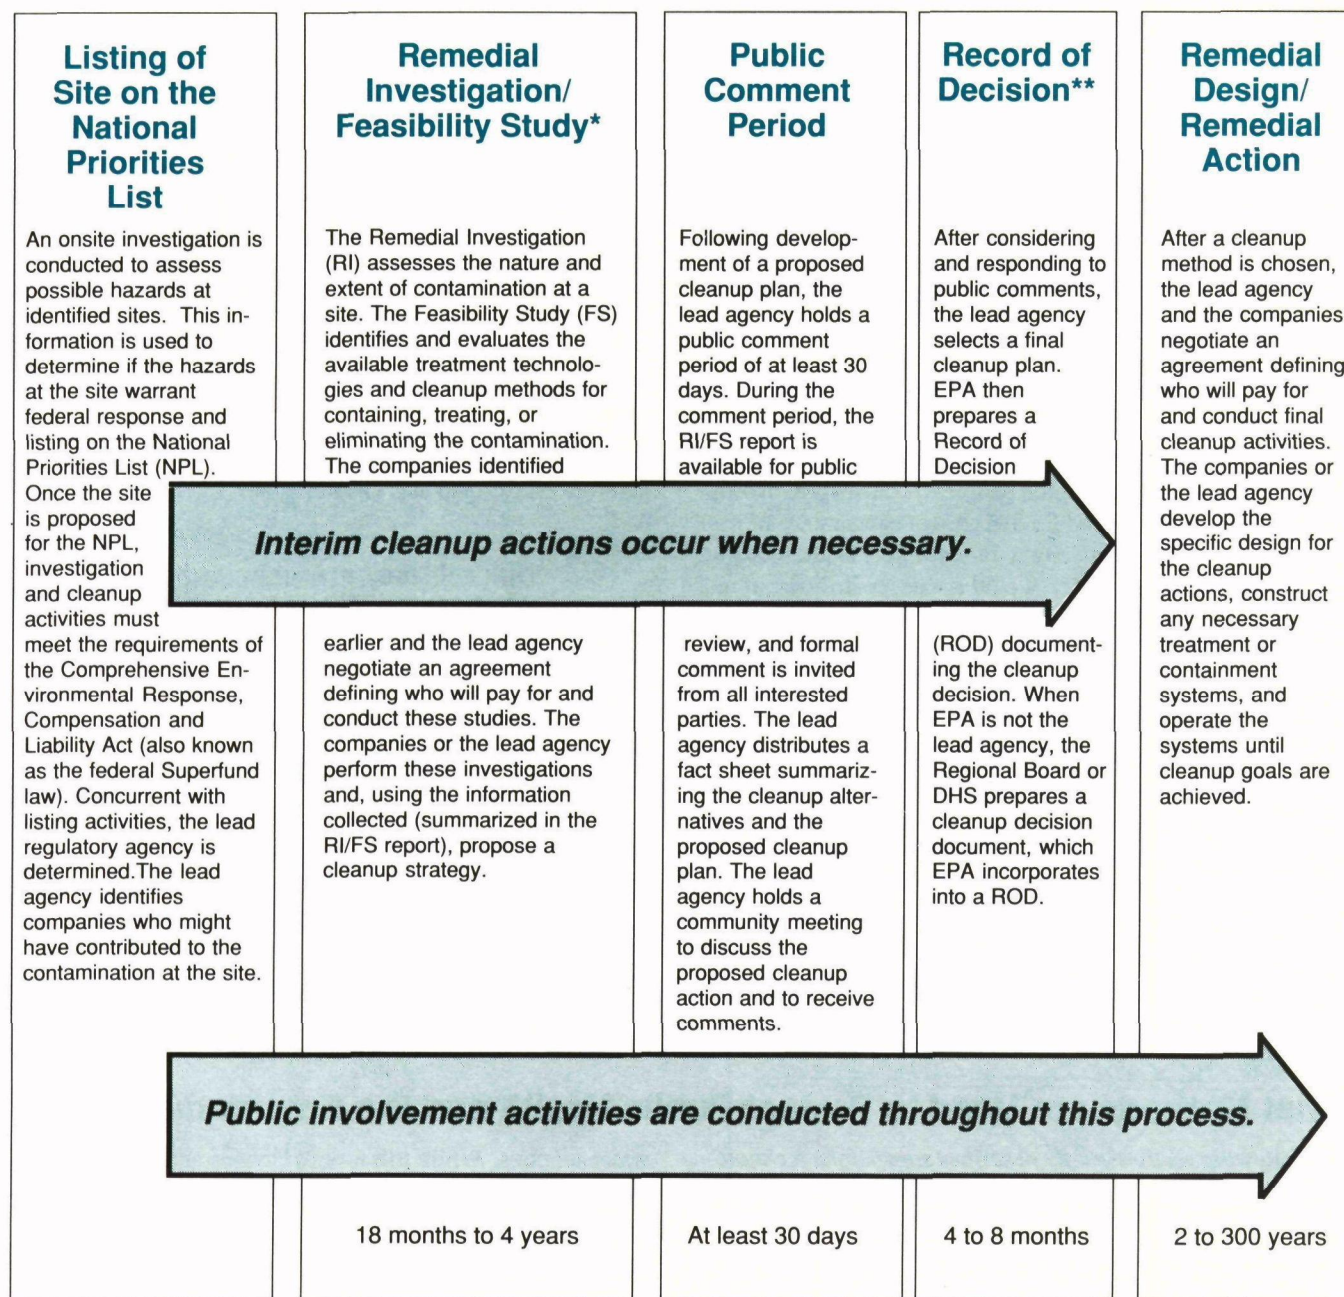 Listing of
Site on the
National
Priorities
List
An onsite investigation is
conducted to assess
possible hazards at
identified sites. This in-
formation is used to
determine if the hazards
at the site warrant
federal response and
listing on the National
Priorities List (NPL).
Once the site
is proposed
for the NPL,
investigation
and cleanup
activities must
meet the requirements of
the Comprehensive En-
vironmental Response,
Compensation and
Liability Act (also known
as the federal Superfund
law). Concurrent with
listing activities, the lead
regulatory agency is
determined.The lead
agency identifies
companies who might
have contributed to the
contamination at the site.
Remedial
Investigation/
Feasibility Study*
The Remedial Investigation
(RI) assesses the nature and
extent of contamination at a
site. The Feasibility Study (FS)
identifies and evaluates the
available treatment technolo-
gies and cleanup methods for
containing, treating, or
eliminating the contamination.
The companies identified
earlier and the lead agency
negotiate an agreement
defining who will pay for and
conduct these studies. The
companies or the lead agency
perform these investigations
and, using the information
collected (summarized in the
RI/FS report), propose a
cleanup strategy.
18 months to 4 years
Public
Comment
Period
Following develop-
ment of a proposed
cleanup plan, the
lead agency holds a
public comment
period of at least 30
days. During the
comment period, the
RI/FS report is
available for public
review, and formal
comment is invited
from all interested
parties. The lead
agency distributes a
fact sheet summariz-
ing the cleanup alter-
natives and the
proposed cleanup
plan. The lead
agency holds a
community meeting
to discuss the
proposed cleanup
action and to receive
comments.
At least 30 days
Record of
Decision**
After considering
and responding to
public comments,
the lead agency
selects a final
cleanup plan.
EPA then
prepares a
Record of
Decision
(ROD) document-
ing the cleanup
decision. When
EPA is not the
lead agency, the
Regional Board or
DHS prepares a
cleanup decision
document, which
EPA incorporates
into a ROD.
4 to 8 months
Remedial
Design/
Remedial
Action
After a cleanup
method is chosen,
the lead agency
and the companies
negotiate an
agreement defining
who will pay for
and conduct final
cleanup activities.
The companies or
the lead agency
develop the
specific design for
the cleanup
actions, construct
any necessary
treatment or
containment
systems, and
operate the
systems until
cleanup goals are
achieved.
2 to 300 years
Interim cleanup actions occur when necessary.
Public involvement activities are conducted throughout this process.